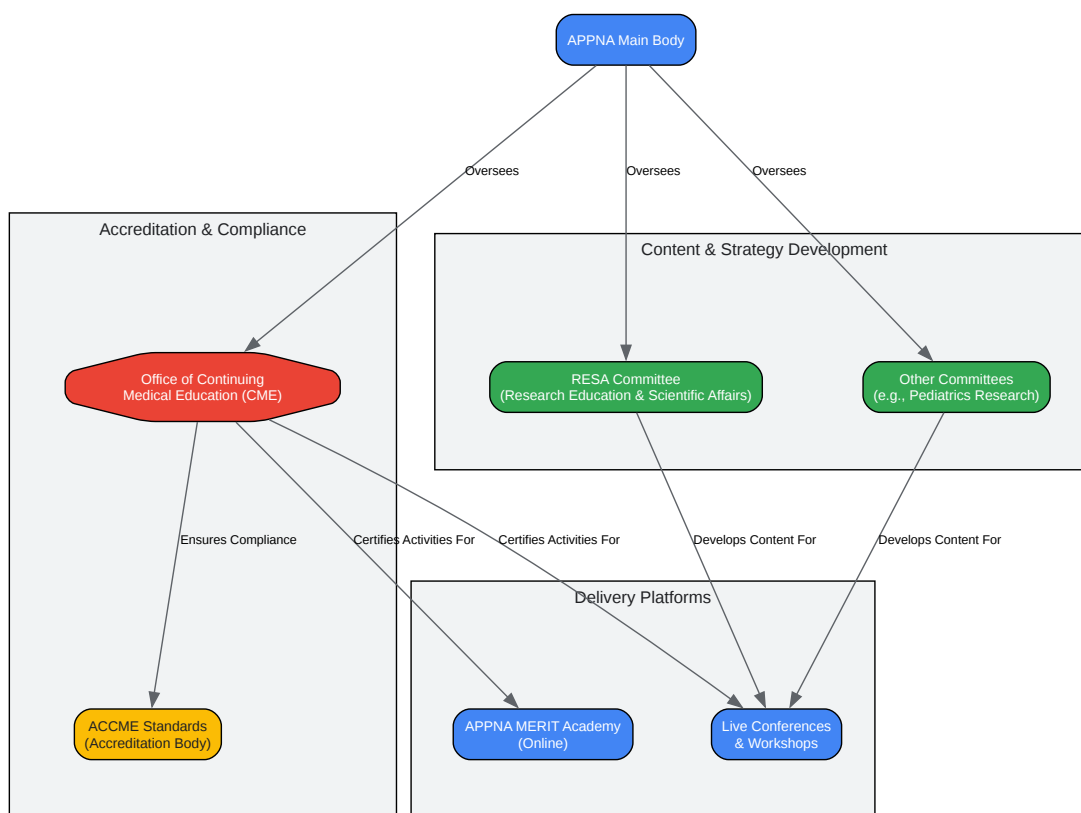 APPNA Main Body
Oversees
Oversees
Oversees
Accreditation & Compliance
Content & Strategy Development
Office of Continuing
Medical Education (CME)
RESA Committee
(Research Education & Scientific Affairs)
Other Committees
(e.g., Pediatrics Research)
Ensures Compliance
Certifies Activities For
Certifies Activities For
Develops Content For
Develops Content For
Delivery Platforms
ACCME Standards
(Accreditation Body)
APPNA MERIT Academy
(Online)
Live Conferences
& Workshops